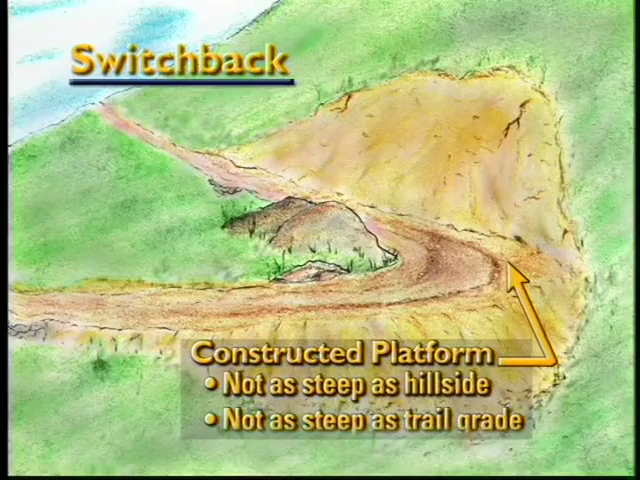 Switchback
Constructed Platform
• Not as steep as hillside
• Not as steep as trail grade